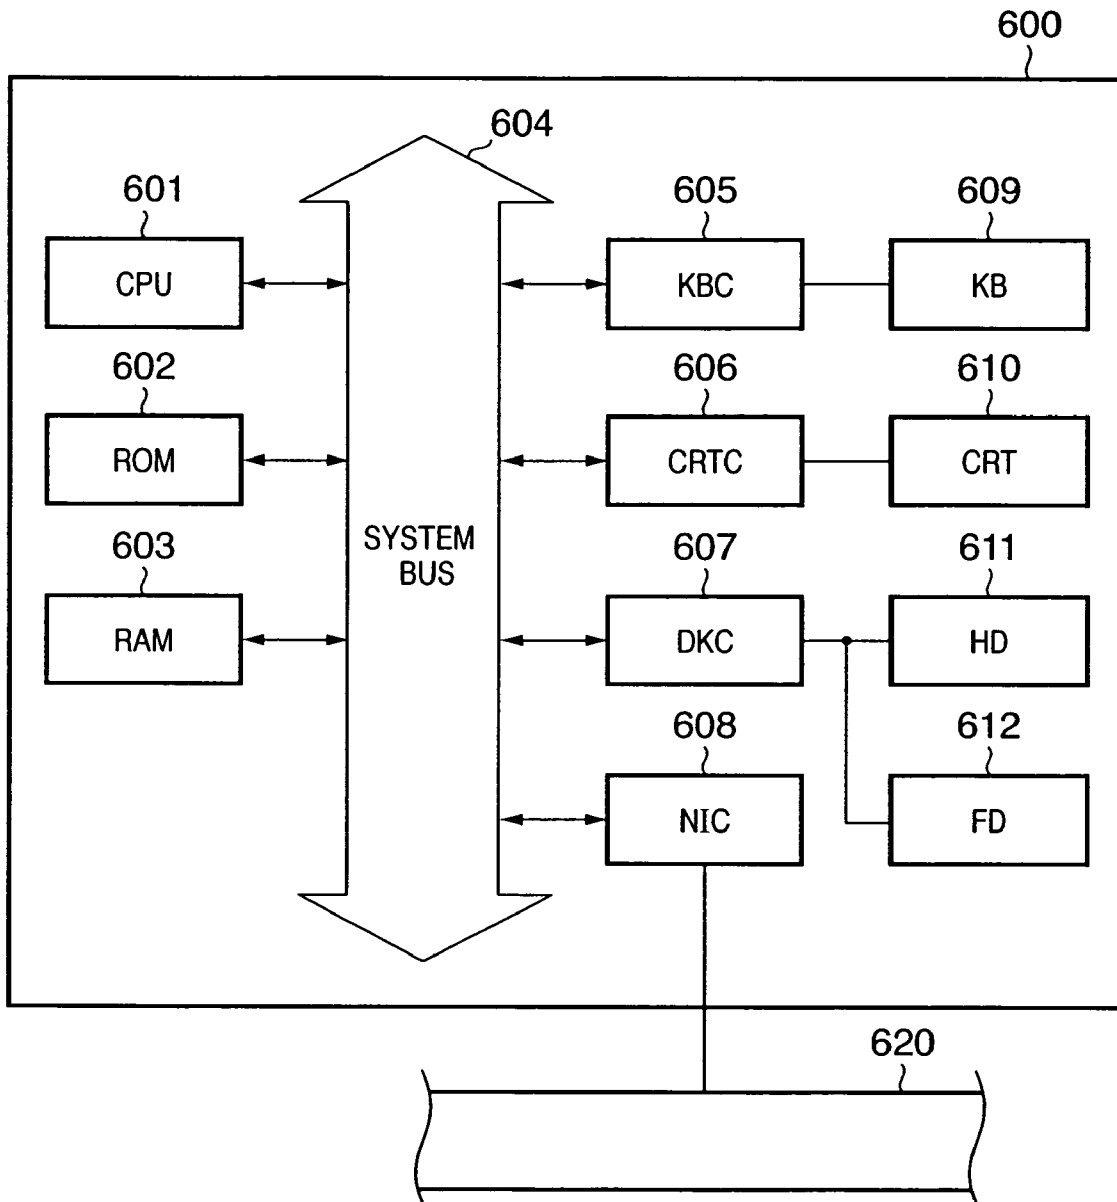 600
604
601
605
609
CPU
KBC
KB
602
606
610
ROM
CRTC
CRT
SYSTEM
BUS
603
607
611
RAM
DKC
HD
608
612
NIC
FD
620